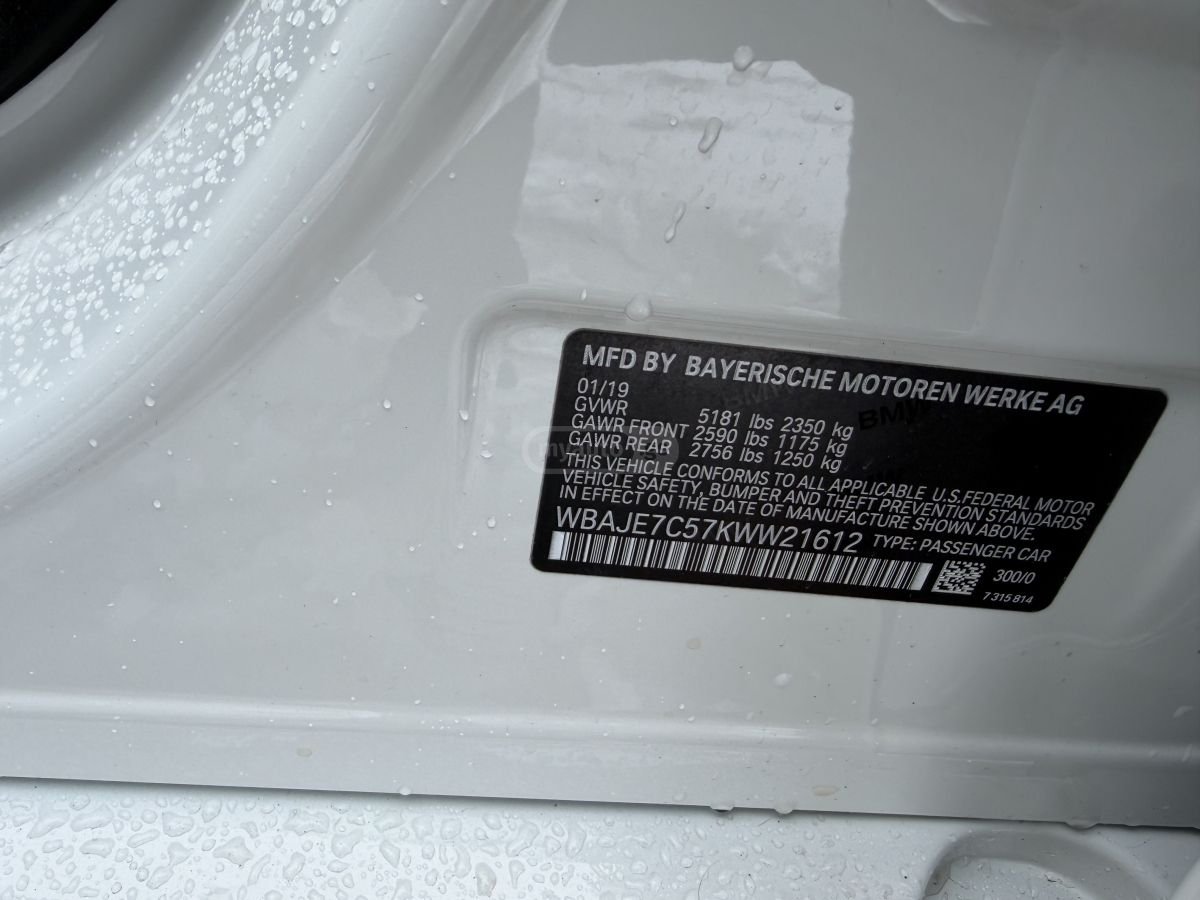 MFD BY BAYERISCHE MOTOREN WERKE AG
01/19
GVWR 5181 lbs 2350 kg
GAWR FRONT 2590 lbs 1175 kg
GAWR REAR 2756 lbs 1250 kg
THIS VEHICLE CONFORMS TO ALL APPLICABLE U.S.FEDERAL MOTOR
VEHICLE SAFETY, BUMPER AND THEFT PREVENTION STANDARDS
IN EFFECT ON THE DATE OF MANUFACTURE SHOWN ABOVE.
WBAJE7C57KWW21612 TYPE: PASSENGER CAR
300/0
7 315 814
BMW
BMW
myauto